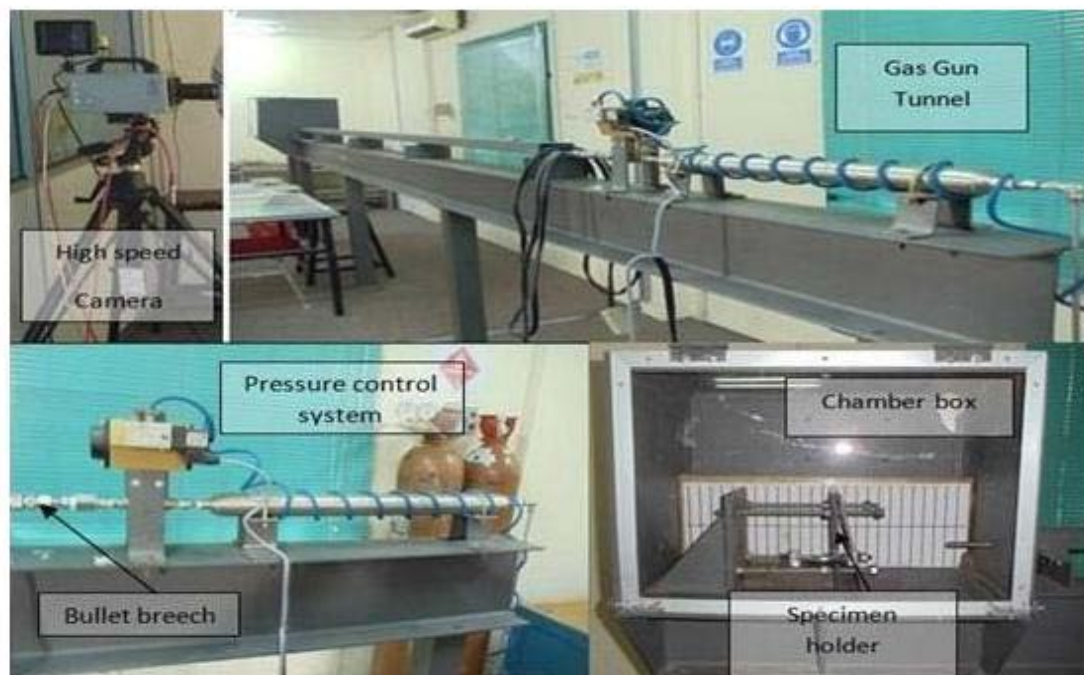 Gas Gun
Tunnel
High speed
Camera
Pressure control
system
Chamber box
Bullet breech
Specimen
holder